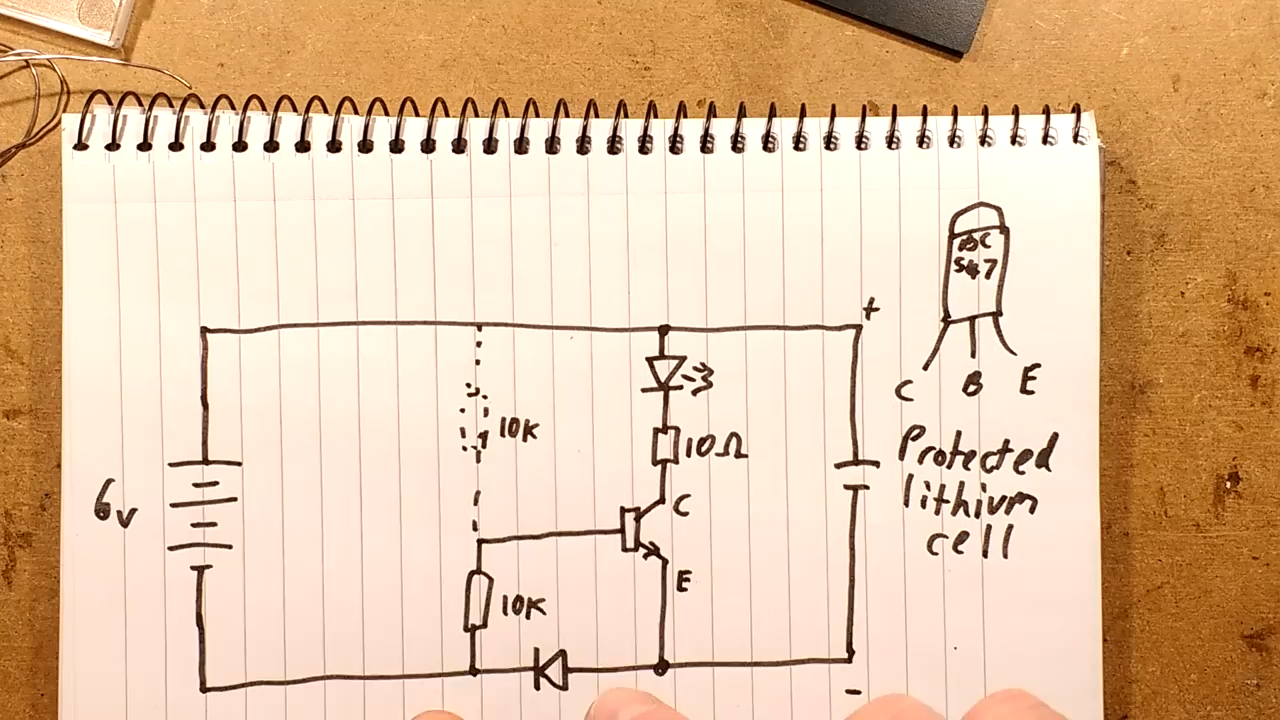 BC
547
+
C B E
10K
10Ω
Protected
lithium
cell
6v
C
E
10K
-